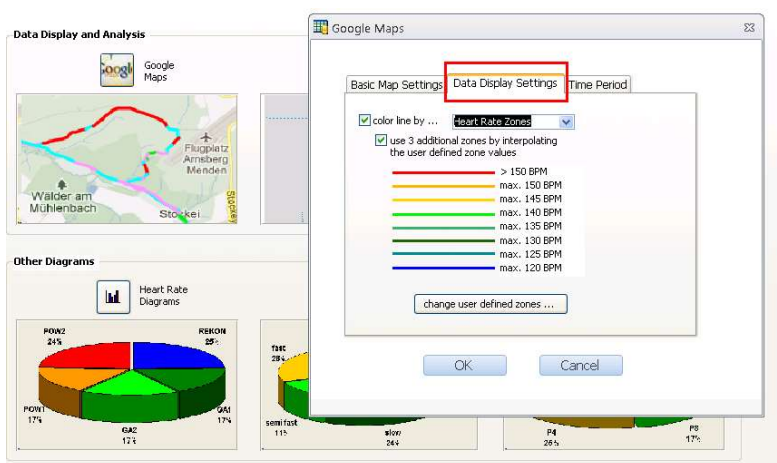 Data Display and Analysis
Google
Maps
Flugplatz
Arnsberg
Menden
Wälder am
Mühlenbach
Stockei
Other Diagrams
Heart Rate
Diagrams
POW2
24%
REKON
25%
POW1
17%
GA2
17%
GA1
17%
fast
semi fast
11%
slow
24%
P4
25%
P3
17%
Google Maps
Basic Map Settings
Data Display Settings
Time Period
color line by ...
Heart Rate Zones
use 3 additional zones by interpolating
the user defined zone values
> 150 BPM
max. 150 BPM
max. 145 BPM
max. 140 BPM
max. 135 BPM
max. 130 BPM
max. 125 BPM
max. 120 BPM
change user defined zones ...
OK
Cancel